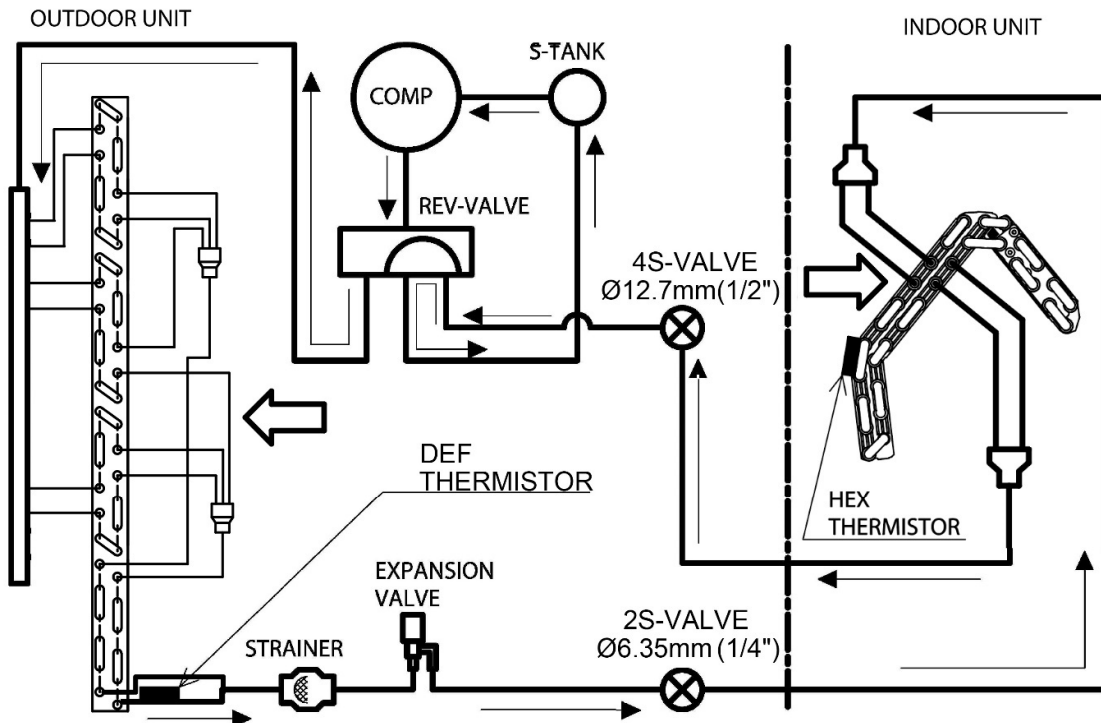 OUTDOOR UNIT
INDOOR UNIT
S-TANK
COMP
REV-VALVE
4S-VALVE
Ø12.7mm(1/2")
DEF
THERMISTOR
HEX
THERMISTOR
EXPANSION
VALVE
STRAINER
2S-VALVE
Ø6.35mm (1/4")